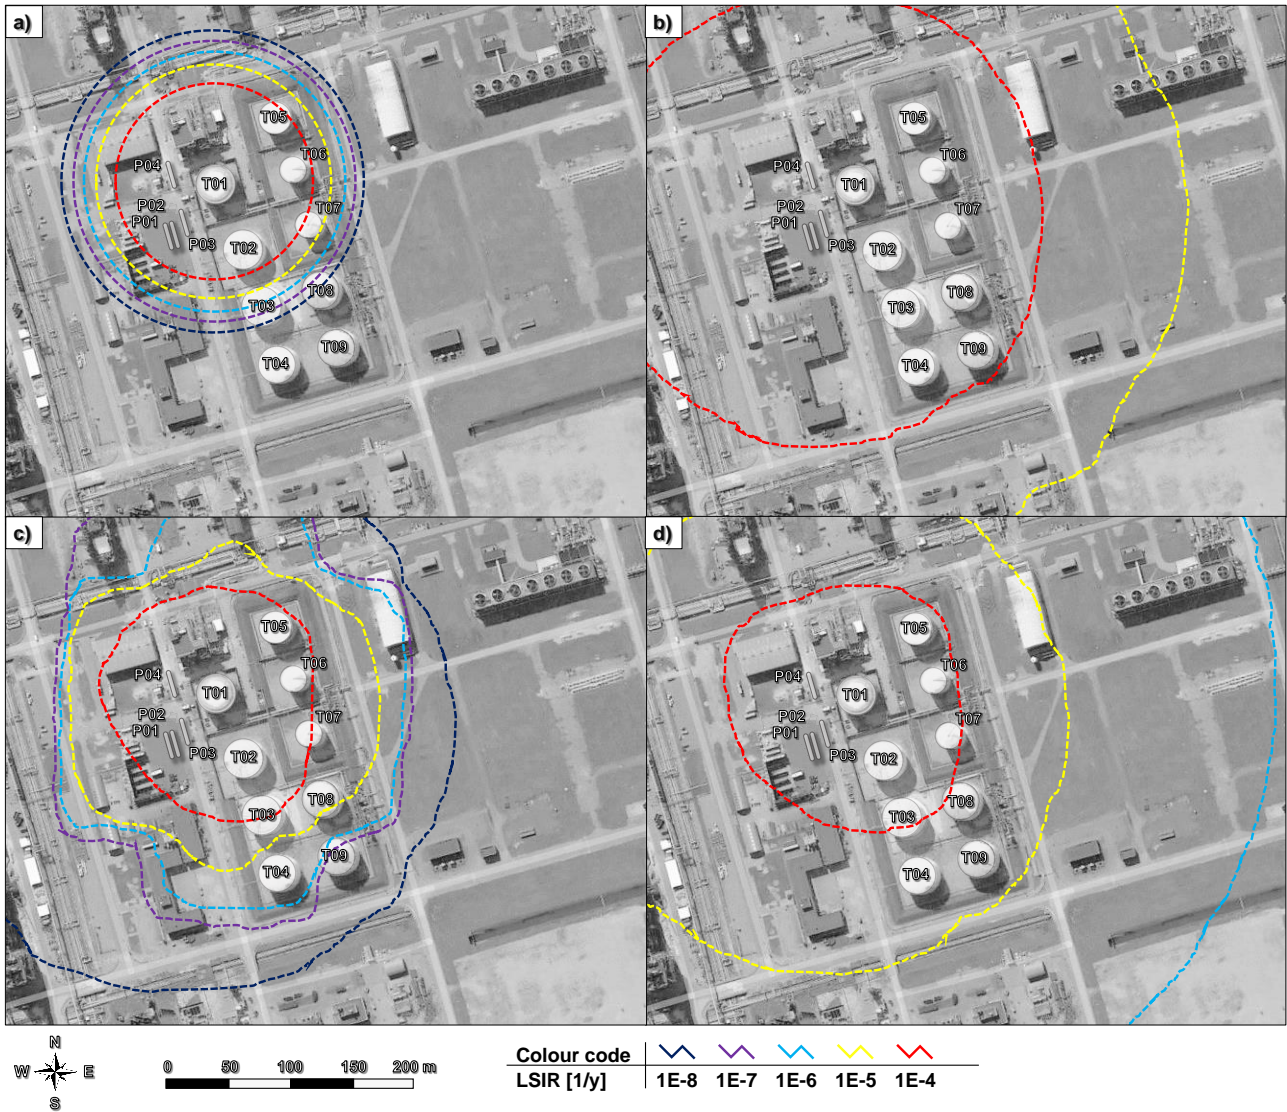 a)
T05
T06
P04
T01
P02
T07
P01
P03
T02
T08
T03
T09
T04
b)
T05
T06
P04
T01
P02
T07
P01
P03
T02
T08
T03
T09
T04
c)
T05
T06
P04
T01
P02
T07
P01
P03
T02
T08
T03
T09
T04
d)
T05
T06
P04
T01
P02
T07
P01
P03
T02
T08
T03
T09
T04
N
W E
S
0 50 100 150 200 m
Colour code
LSIR [1/y] 1E-8 1E-7 1E-6 1E-5 1E-4